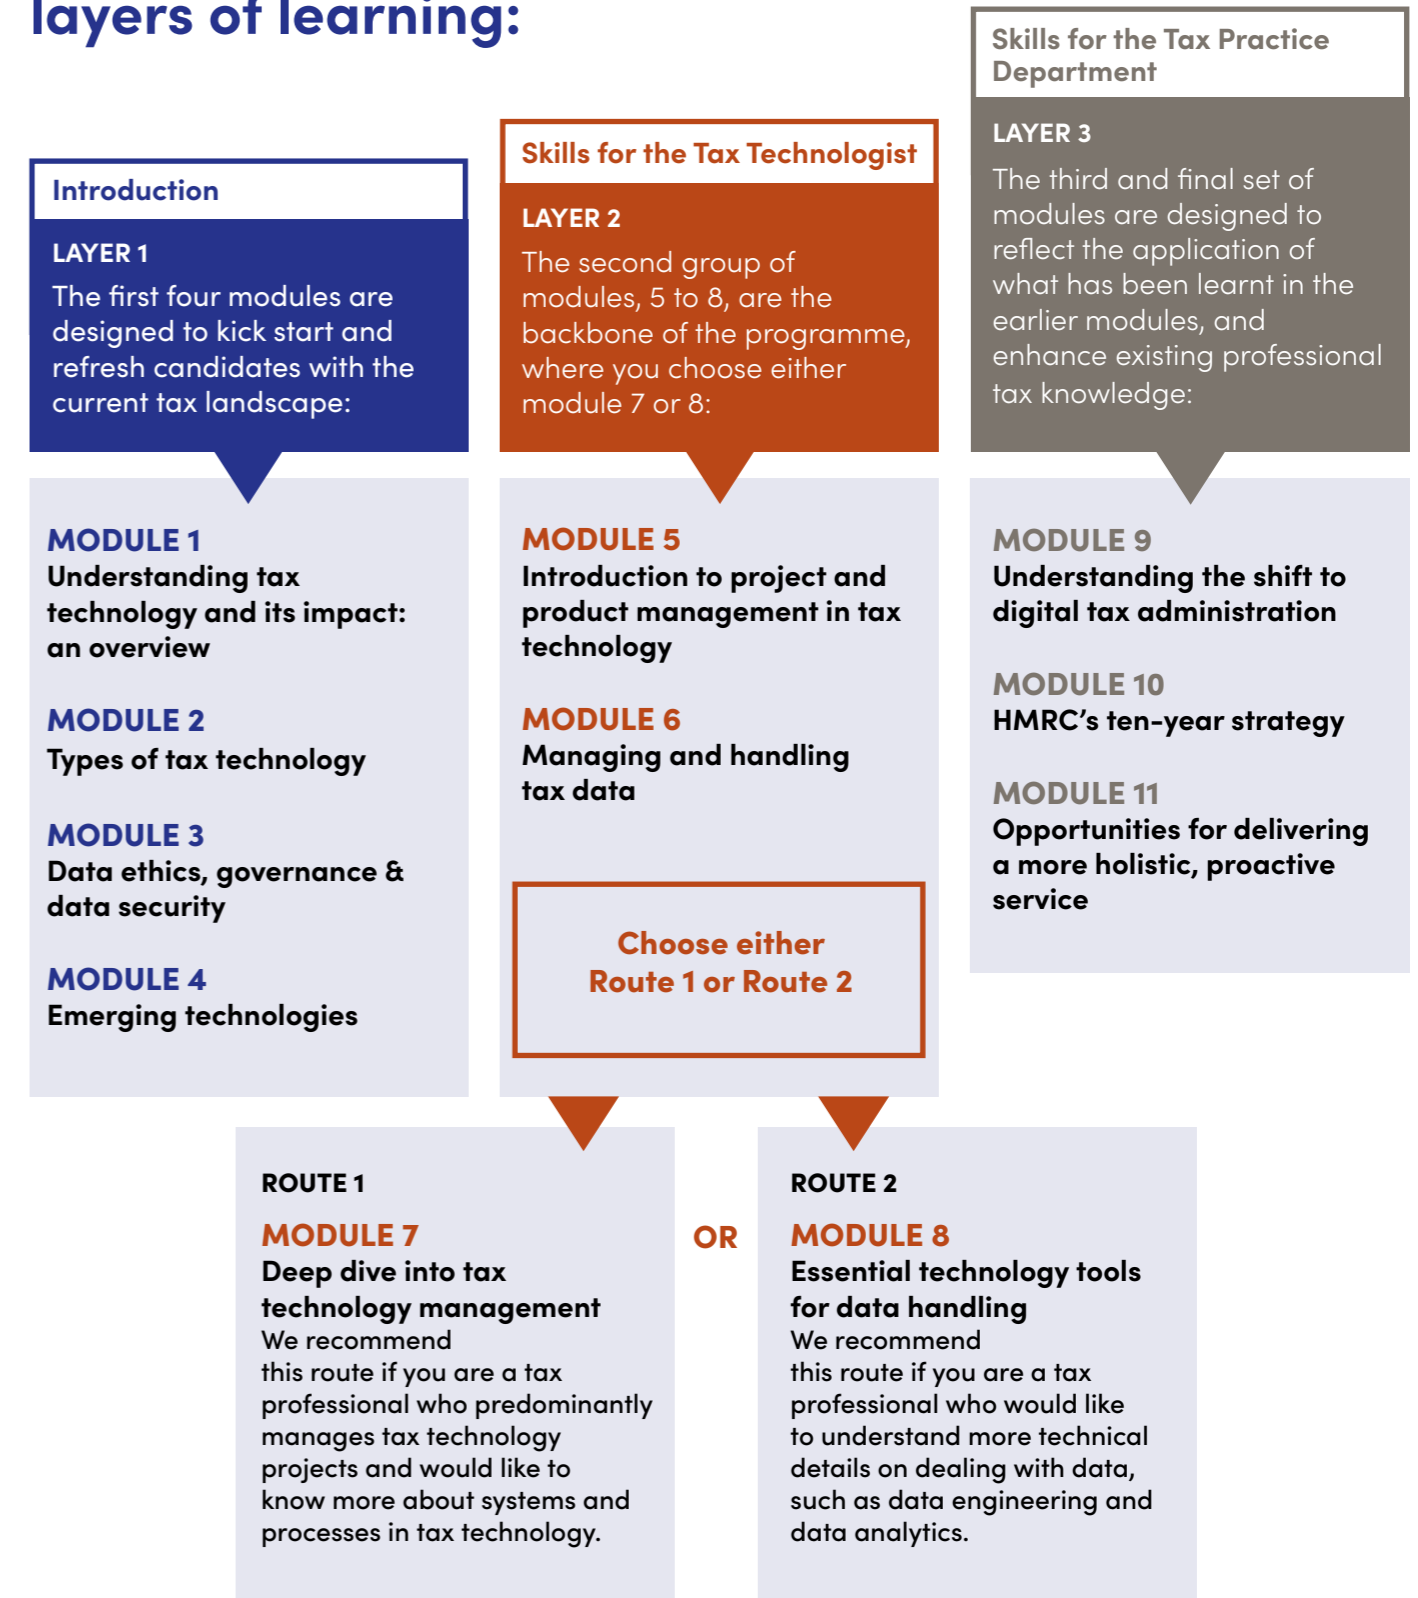 layers of learning:
Introduction
LAYER 1
The first four modules are
designed to kick start and
refresh candidates with the
current tax landscape:
MODULE 1
Understanding tax
technology and its impact:
an overview
MODULE 2
Types of tax technology
MODULE 3
Data ethics, governance &
data security
MODULE 4
Emerging technologies
Skills for the Tax Technologist
LAYER 2
The second group of
modules, 5 to 8, are the
backbone of the programme,
where you choose either
module 7 or 8:
MODULE 5
Introduction to project and
product management in tax
technology
MODULE 6
Managing and handling
tax data
Choose either
Route 1 or Route 2
ROUTE 1
MODULE 7
Deep dive into tax
technology management
We recommend
this route if you are a tax
professional who predominantly
manages tax technology
projects and would like to
know more about systems and
processes in tax technology.
OR
ROUTE 2
MODULE 8
Essential technology tools
for data handling
We recommend
this route if you are a tax
professional who would like
to understand more technical
details on dealing with data,
such as data engineering and
data analytics.
Skills for the Tax Practice
Department
LAYER 3
The third and final set of
modules are designed to
reflect the application of
what has been learnt in the
earlier modules, and
enhance existing professional
tax knowledge:
MODULE 9
Understanding the shift to
digital tax administration
MODULE 10
HMRC’s ten-year strategy
MODULE 11
Opportunities for delivering
a more holistic, proactive
service